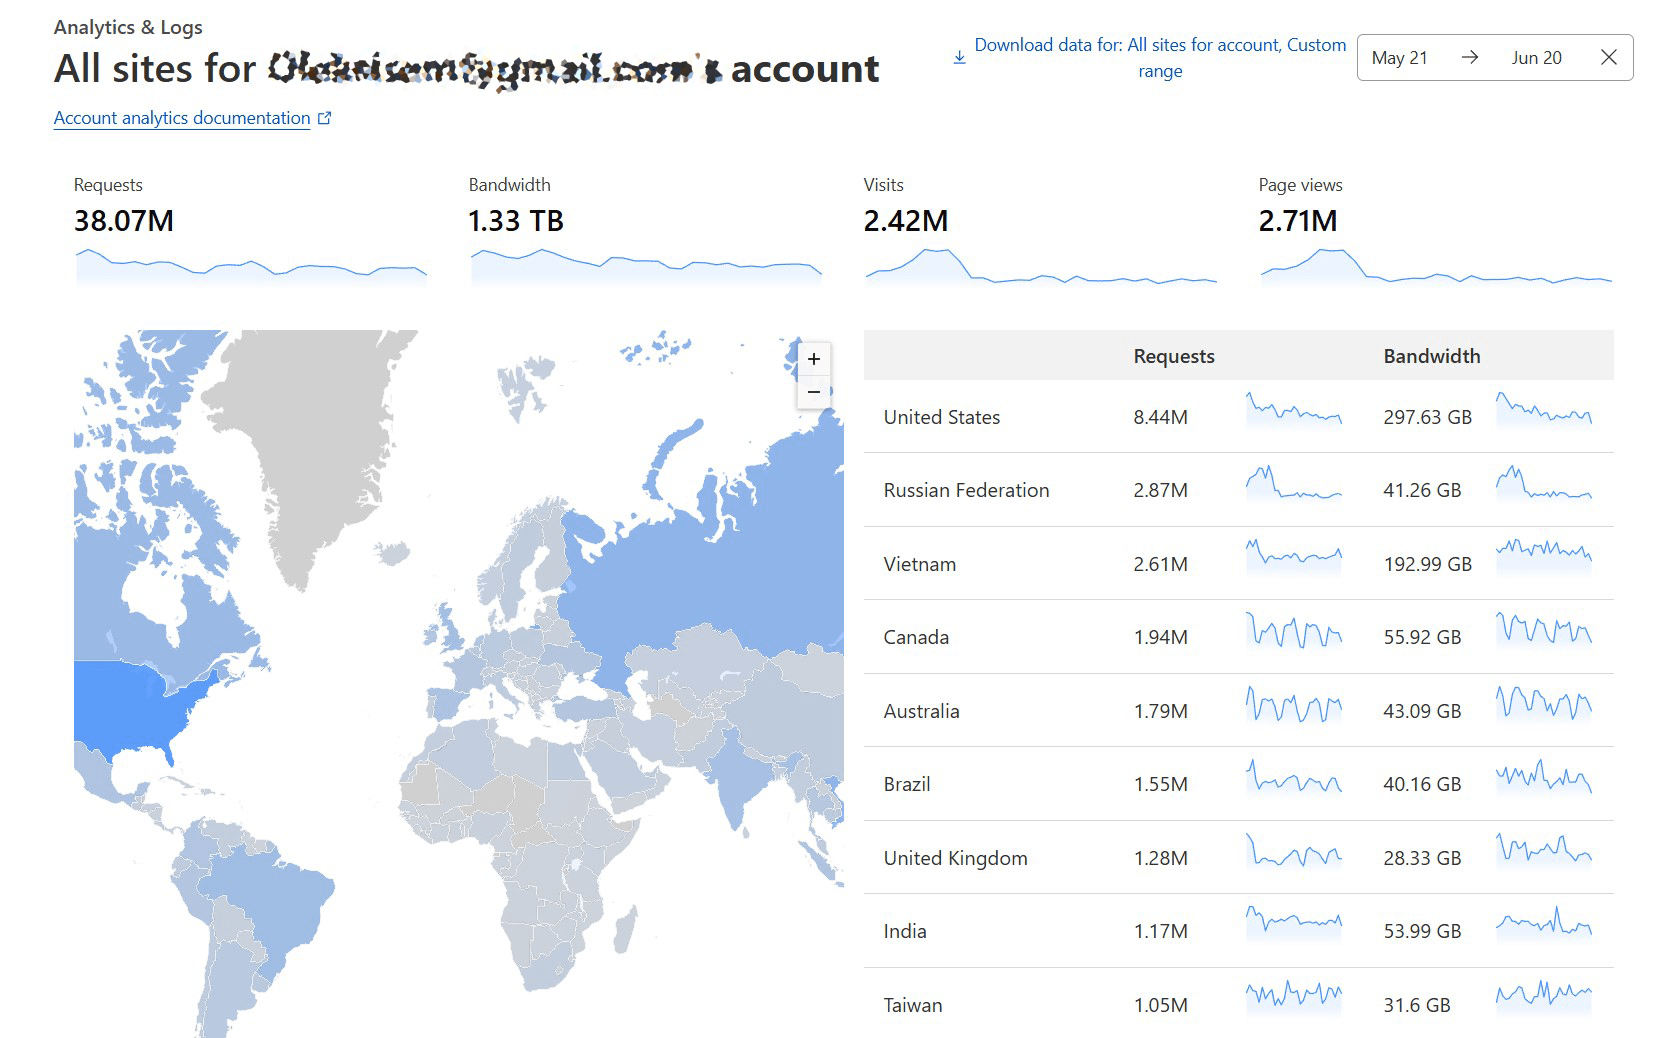 Analytics & Logs
All sites for account
Account analytics documentation
Download data for: All sites for account, Custom
range
May 21 → Jun 20
Requests
38.07M
Bandwidth
1.33 TB
Visits
2.42M
Page views
2.71M
+
−
Requests Bandwidth
United States 8.44M 297.63 GB
Russian Federation 2.87M 41.26 GB
Vietnam 2.61M 192.99 GB
Canada 1.94M 55.92 GB
Australia 1.79M 43.09 GB
Brazil 1.55M 40.16 GB
United Kingdom 1.28M 28.33 GB
India 1.17M 53.99 GB
Taiwan 1.05M 31.6 GB